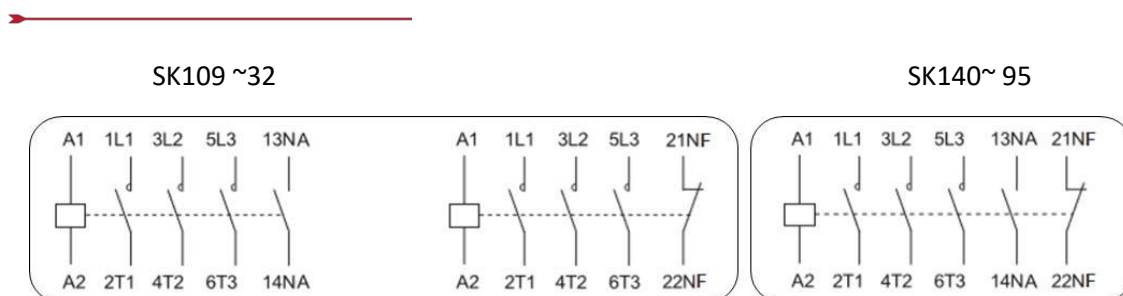 SK109 ~32
SK140~ 95
A1 1L1 3L2 5L3 13NA
A2 2T1 4T2 6T3 14NA
A1 1L1 3L2 5L3 21NF
A2 2T1 4T2 6T3 22NF
A1 1L1 3L2 5L3 13NA 21NF
A2 2T1 4T2 6T3 14NA 22NF